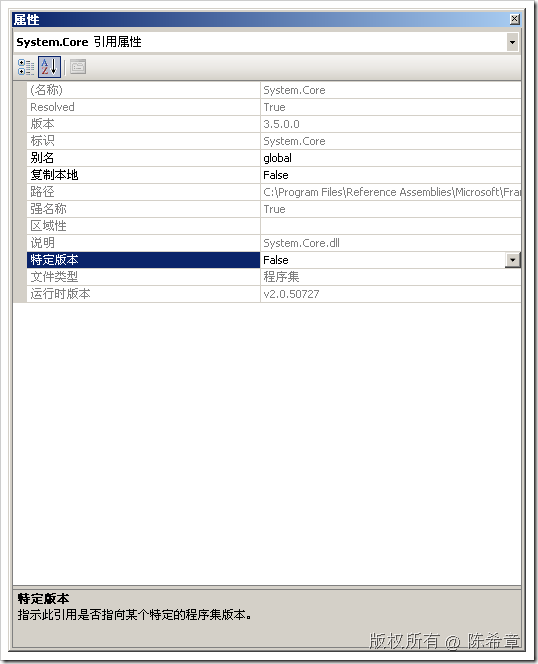 属性
System.Core 引用属性
(名称) System.Core
Resolved True
版本 3.5.0.0
标识 System.Core
别名 global
复制本地 False
路径 C:\Program Files\Reference Assemblies\Microsoft\Fra
强名称 True
区域性
说明 System.Core.dll
特定版本 False
文件类型 程序集
运行时版本 v2.0.50727
特定版本
指示此引用是否指向某个特定的程序集版本。
版权所有 @ 陈希章